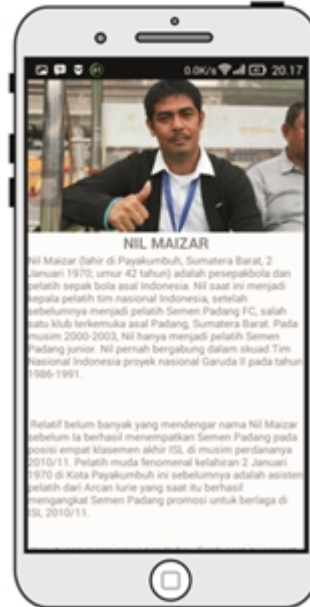 0.0K/s 20.17
NIL MAIZAR
Nil Maizar (lahir di Payakumbuh, Sumatera Barat, 2
Januari 1970; umur 42 tahun) adalah pesepakbola dan
pelatih sepak bola asal Indonesia. Nil saat ini menjadi
kepala pelatih tim nasional Indonesia, setelah
sebelumnya menjadi pelatih Semen Padang FC, salah
satu klub terkemuka asal Padang, Sumatera Barat. Pada
musim 2000-2003, Nil hanya menjadi pelatih Semen
Padang junior. Nil pernah bergabung dalam skuad Tim
Nasional Indonesia proyek nasional Garuda II pada tahun
1986-1991.
Relatif belum banyak yang mendengar nama Nil Maizar
sebelum Ia berhasil menempatkan Semen Padang pada
posisi empat klasemen akhir ISL di musim perdananya
2010/11. Pelatih muda fenomenal kelahiran 2 Januari
1970 di Kota Payakumbuh ini sebelumnya adalah asisten
pelatih dari Arcan Iurie yang saat itu berhasil
mengangkat Semen Padang promosi untuk berlaga di
ISL 2010/11.